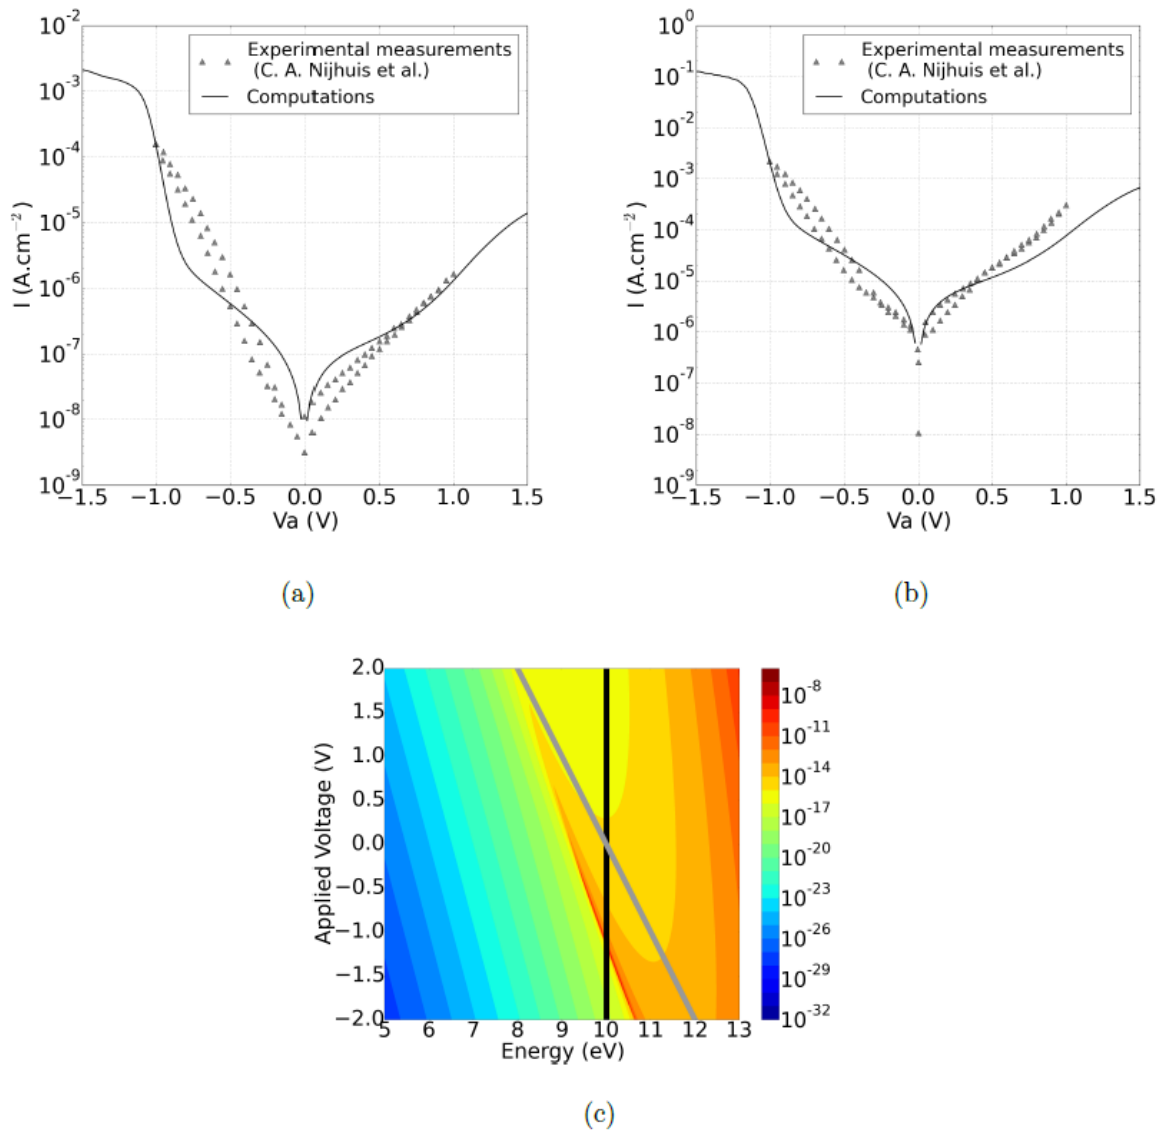 10^-2
10^-3
10^-4
10^-5
10^-6
10^-7
10^-8
10^-9
I (A.cm^-2 )
Experimental measurements
(C. A. Nijhuis et al.)
Computations
−1.5 −1.0 −0.5 0.0 0.5 1.0 1.5
Va (V)
(a)
10^0
10^-1
10^-2
10^-3
10^-4
10^-5
10^-6
10^-7
10^-8
10^-9
I (A.cm^-2 )
Experimental measurements
(C. A. Nijhuis et al.)
Computations
−1.5 −1.0 −0.5 0.0 0.5 1.0 1.5
Va (V)
(b)
2.0
1.5
1.0
0.5
0.0
−0.5
−1.0
−1.5
−2.0
Applied Voltage (V)
5 6 7 8 9 10 11 12 13
Energy (eV)
10^-8
10^-11
10^-14
10^-17
10^-20
10^-23
10^-26
10^-29
10^-32
(c)